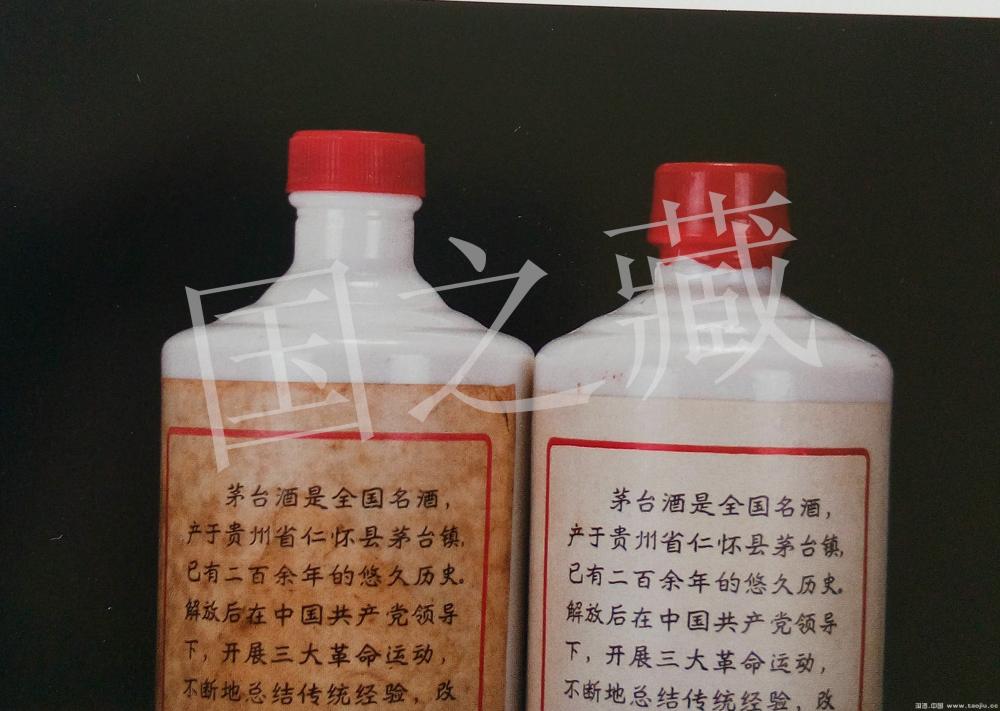 国之藏
茅台酒是全国名酒，
产于贵州省仁怀县茅台镇，
已有二百余年的悠久历史。
解放后在中国共产党领导
下，开展三大革命运动，
不断地总结传统经验，改
茅台酒是全国名酒，
产于贵州省仁怀县茅台镇，
已有二百余年的悠久历史。
解放后在中国共产党领导
下，开展三大革命运动，
不断地总结传统经验，改
淘酒.中国 www.taojiu.cc